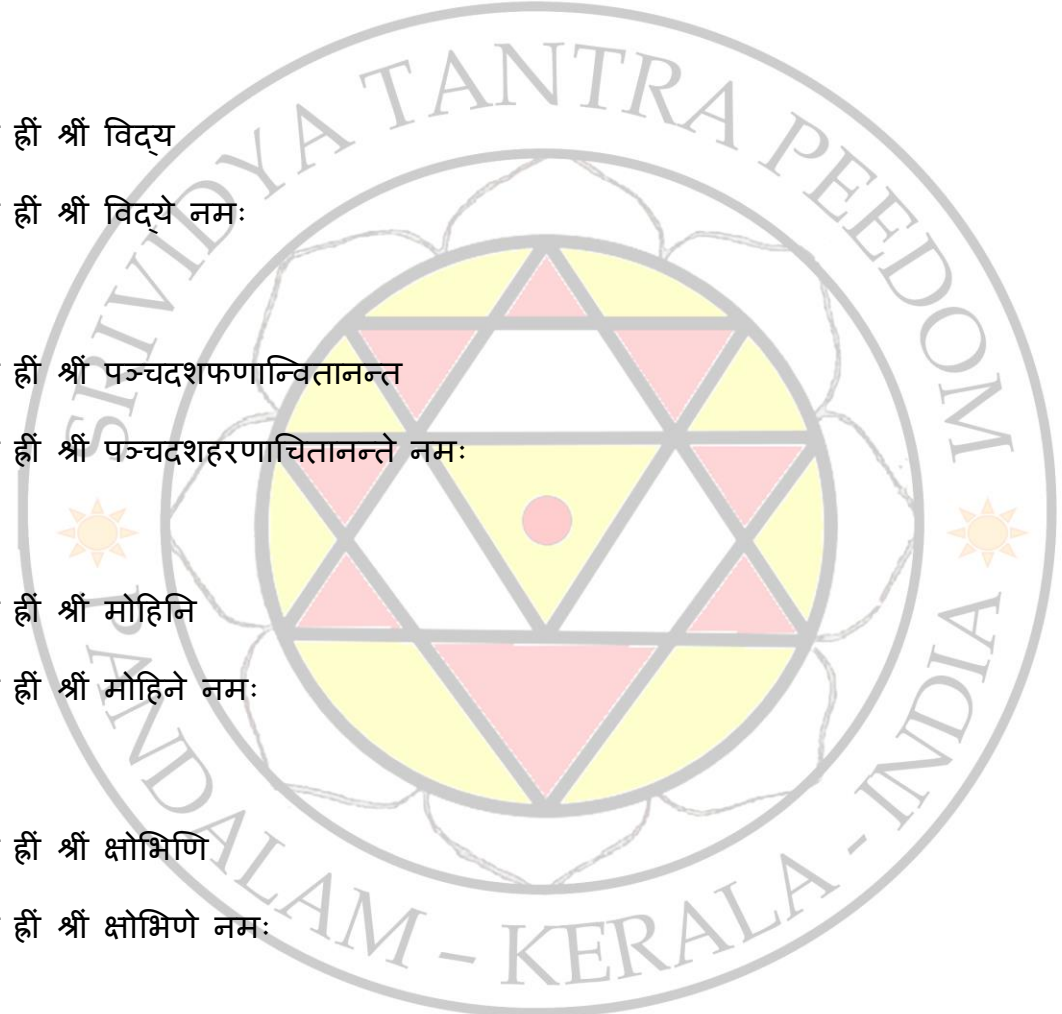 ह्रीं श्रीं विद्‌य
ह्रीं श्रीं विद्‌ये नमः
ह्रीं श्रीं पञ्चदशफणान्वितानन्त
ह्रीं श्रीं पञ्चदशहरणाचितानन्ते नमः
ह्रीं श्रीं मोहिनि
ह्रीं श्रीं मोहिने नमः
ह्रीं श्रीं क्षोभिणि
ह्रीं श्रीं क्षोभिणे नमः
SRIVIDYA TANTRA PEEDOM
PANDALAM - KERALA - INDIA